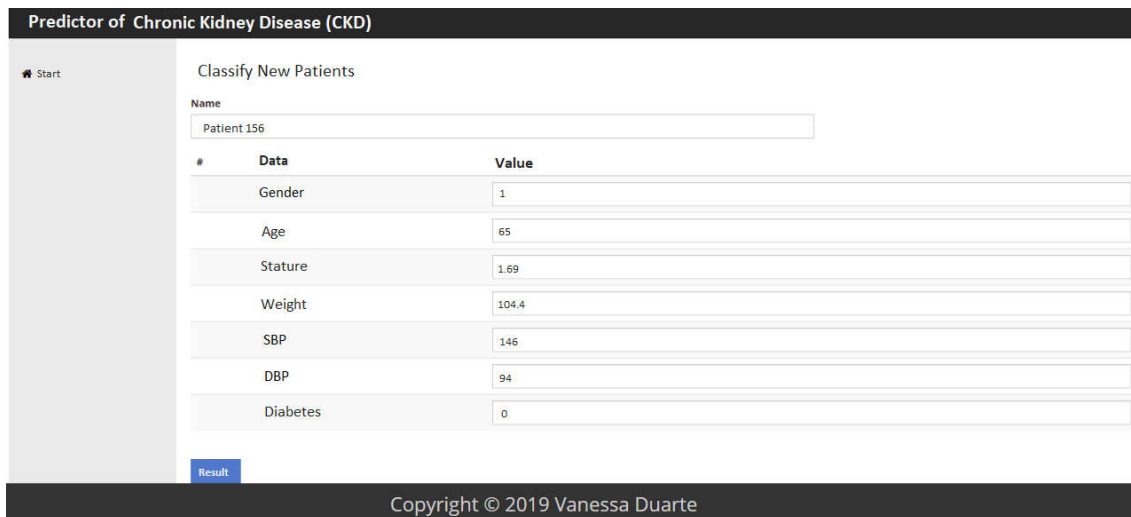 Predictor of Chronic Kidney Disease (CKD)
Start
Classify New Patients
Name
Patient 156
# Data Value
Gender 1
Age 65
Stature 1.69
Weight 104.4
SBP 146
DBP 94
Diabetes 0
Result
Copyright © 2019 Vanessa Duarte